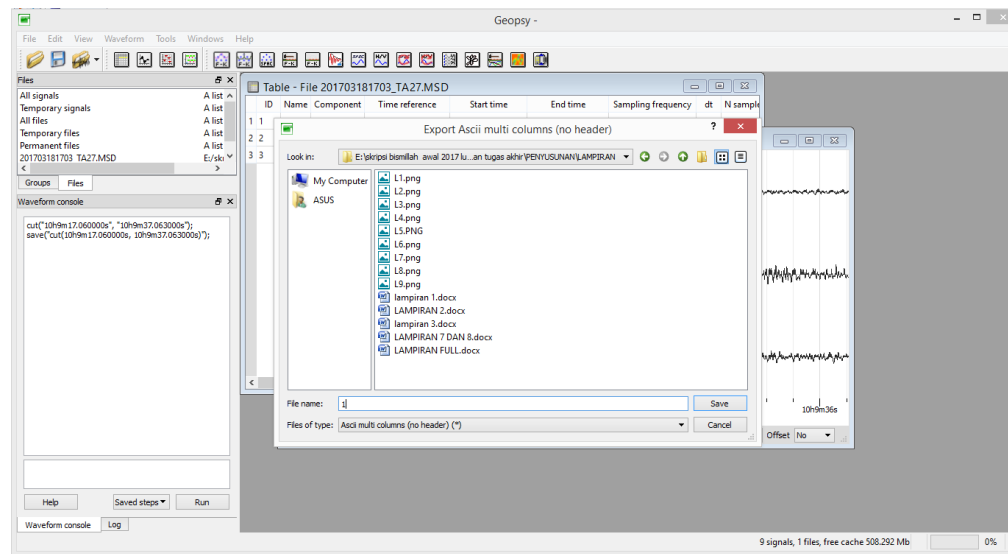 Geopsy -
File Edit View Waveform Tools Windows Help
Files
All signals A list
Temporary signals A list
All files A list
Temporary files A list
Permanent files A list
201703181703_TA27.MSD E:/skı
Groups Files
Waveform console
cut("10h9m17.060000s", "10h9m37.063000s");
save("cut(10h9m17.060000s, 10h9m37.063000s)");
Help Saved steps Run
Waveform console Log
Table - File 201703181703_TA27.MSD
ID Name Component Time reference Start time End time Sampling frequency dt N sample
1 1
2 2
3 3
Export Ascii multi columns (no header)
Look in: E:\skripsi bismillah awal 2017 lu...an tugas akhir\PENYUSUNAN\LAMPIRAN
My Computer
ASUS
L1.png
L2.png
L3.png
L4.png
L5.PNG
L6.png
L7.png
L8.png
L9.png
lampiran 1.docx
LAMPIRAN 2.docx
lampiran 3.docx
LAMPIRAN 7 DAN 8.docx
LAMPIRAN FULL.docx
File name: 1 Save
Files of type: Ascii multi columns (no header) (*) Cancel
10h9m36s
Offset No
9 signals, 1 files, free cache 508.292 Mb 0%